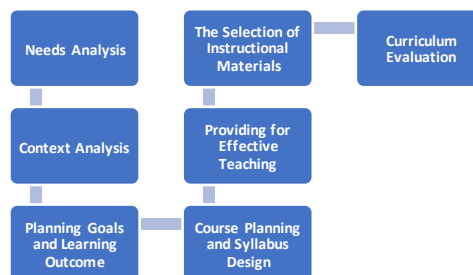 Needs Analysis
Context Analysis
Planning Goals
and Learning
Outcome
Course Planning
and Syllabus
Design
Providing for
Effective
Teaching
The Selection of
Instructional
Materials
Curriculum
Evaluation